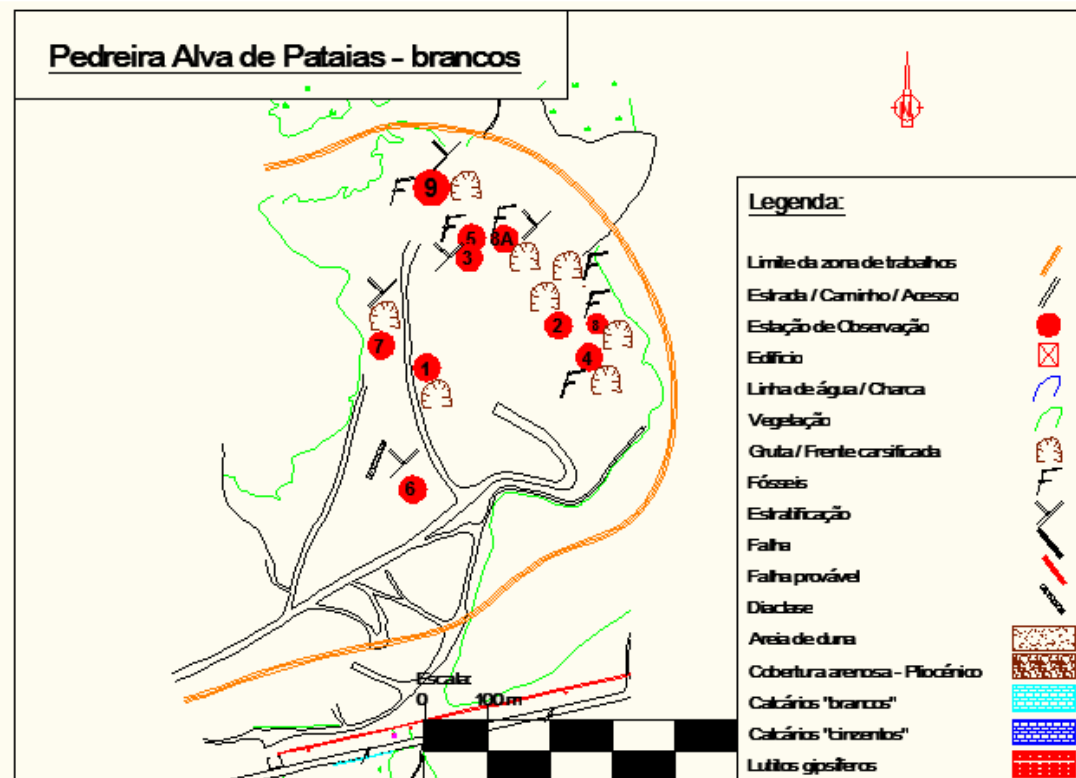 Pedreira Alva de Pataias - brancos
N
9
5
8A
3
2
8
7
4
1
6
Escala:
0
100 m
Legenda:
Limite da zona de trabalhos
Estrada / Caminho / Acesso
Estação de Observação
Edifício
Linha de água / Charca
Vegetação
Gruta / Frente carsificada
Fósseis
Estratificação
Falha
Falha provável
Diaclase
Areia de duna
Cobertura arenosa - Pliocénico
Calcários "brancos"
Calcários "cinzentos"
Lutitos gipsíferos